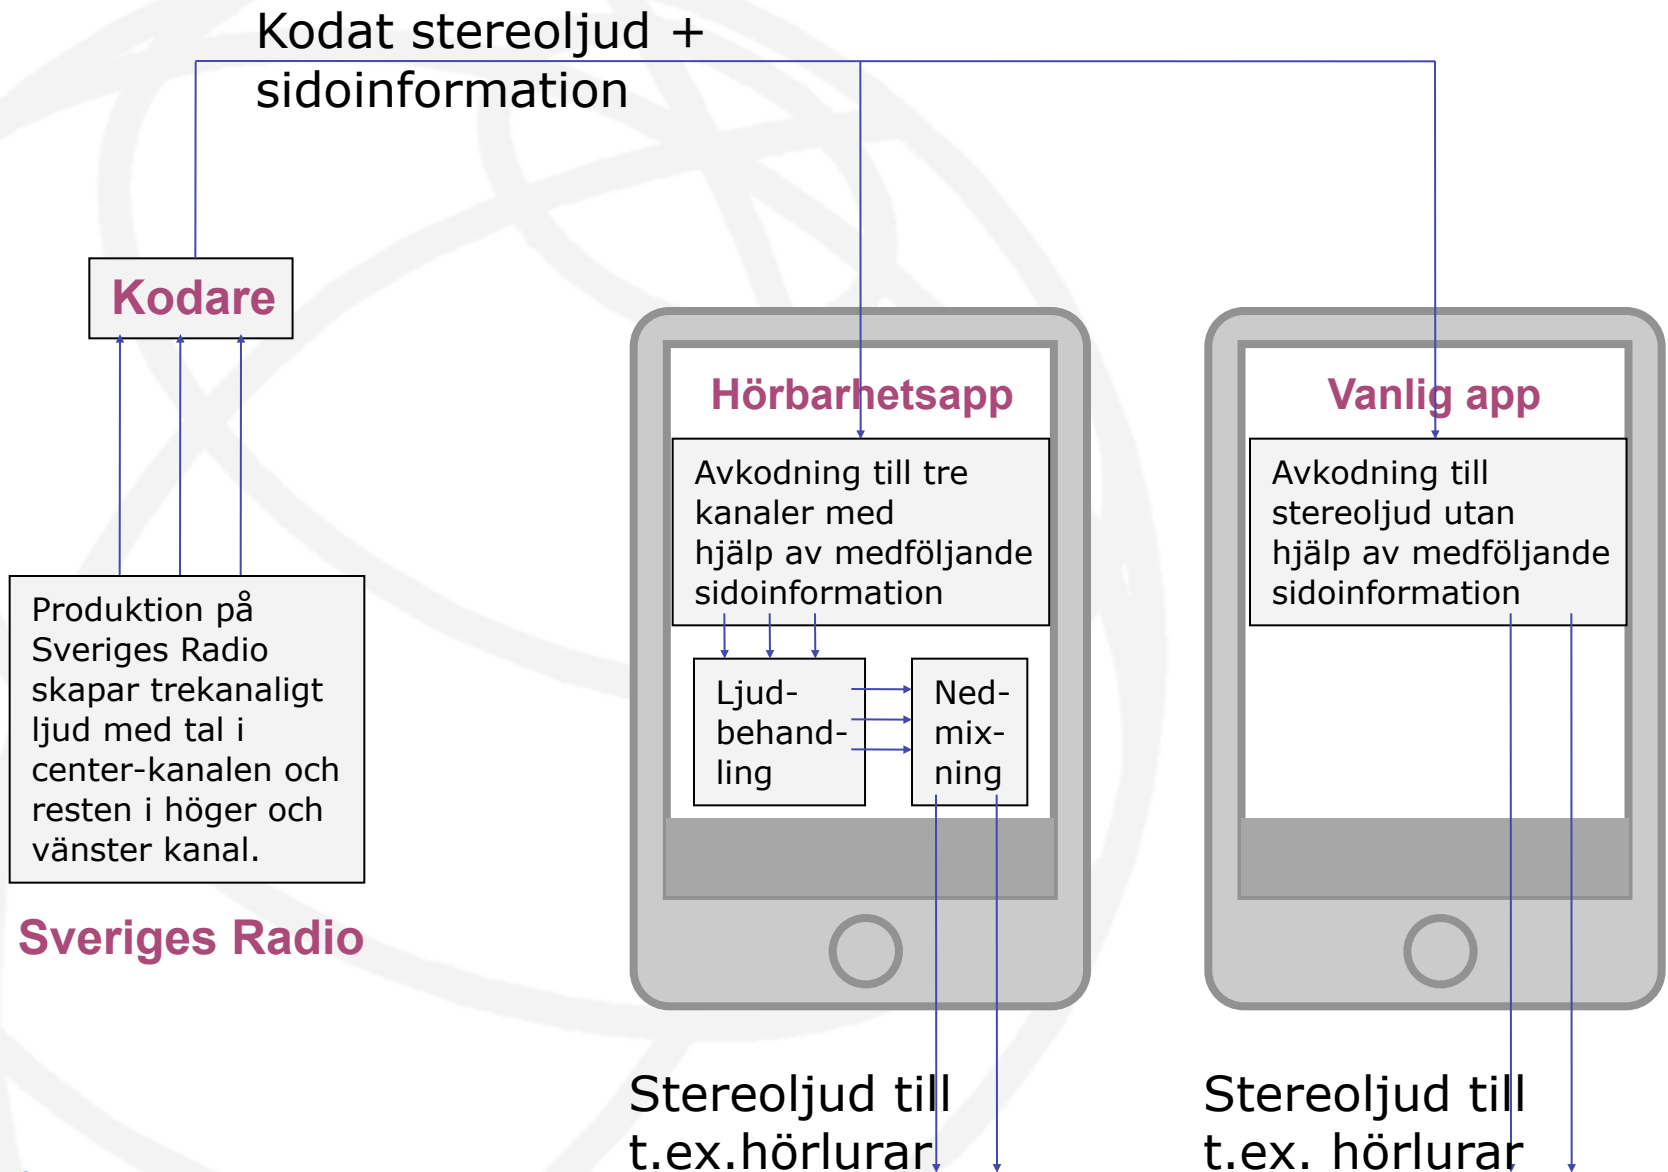 Kodat stereoljud +
sidoinformation
Kodare
Produktion på
Sveriges Radio
skapar trekanaligt
ljud med tal i
center-kanalen och
resten i höger och
vänster kanal.
Sveriges Radio
Hörbarhetsapp
Avkodning till tre
kanaler med
hjälp av medföljande
sidoinformation
Ljud-
behand-
ling
Ned-
mix-
ning
Stereoljud till
t.ex.hörlurar
Vanlig app
Avkodning till
stereoljud utan
hjälp av medföljande
sidoinformation
Stereoljud till
t.ex. hörlurar